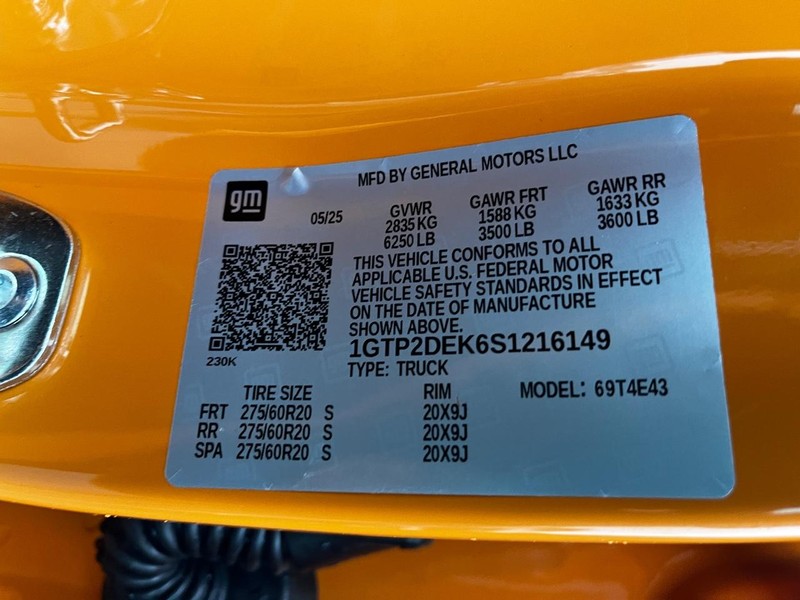 MFD BY GENERAL MOTORS LLC
gm
05/25
GVWR
2835 KG
6250 LB
GAWR FRT
1588 KG
3500 LB
GAWR RR
1633 KG
3600 LB
THIS VEHICLE CONFORMS TO ALL
APPLICABLE U.S. FEDERAL MOTOR
VEHICLE SAFETY STANDARDS IN EFFECT
ON THE DATE OF MANUFACTURE
SHOWN ABOVE.
230K
1GTP2DEK6S1216149
TYPE: TRUCK
TIRE SIZE RIM MODEL: 69T4E43
FRT 275/60R20 S 20X9J
RR 275/60R20 S 20X9J
SPA 275/60R20 S 20X9J